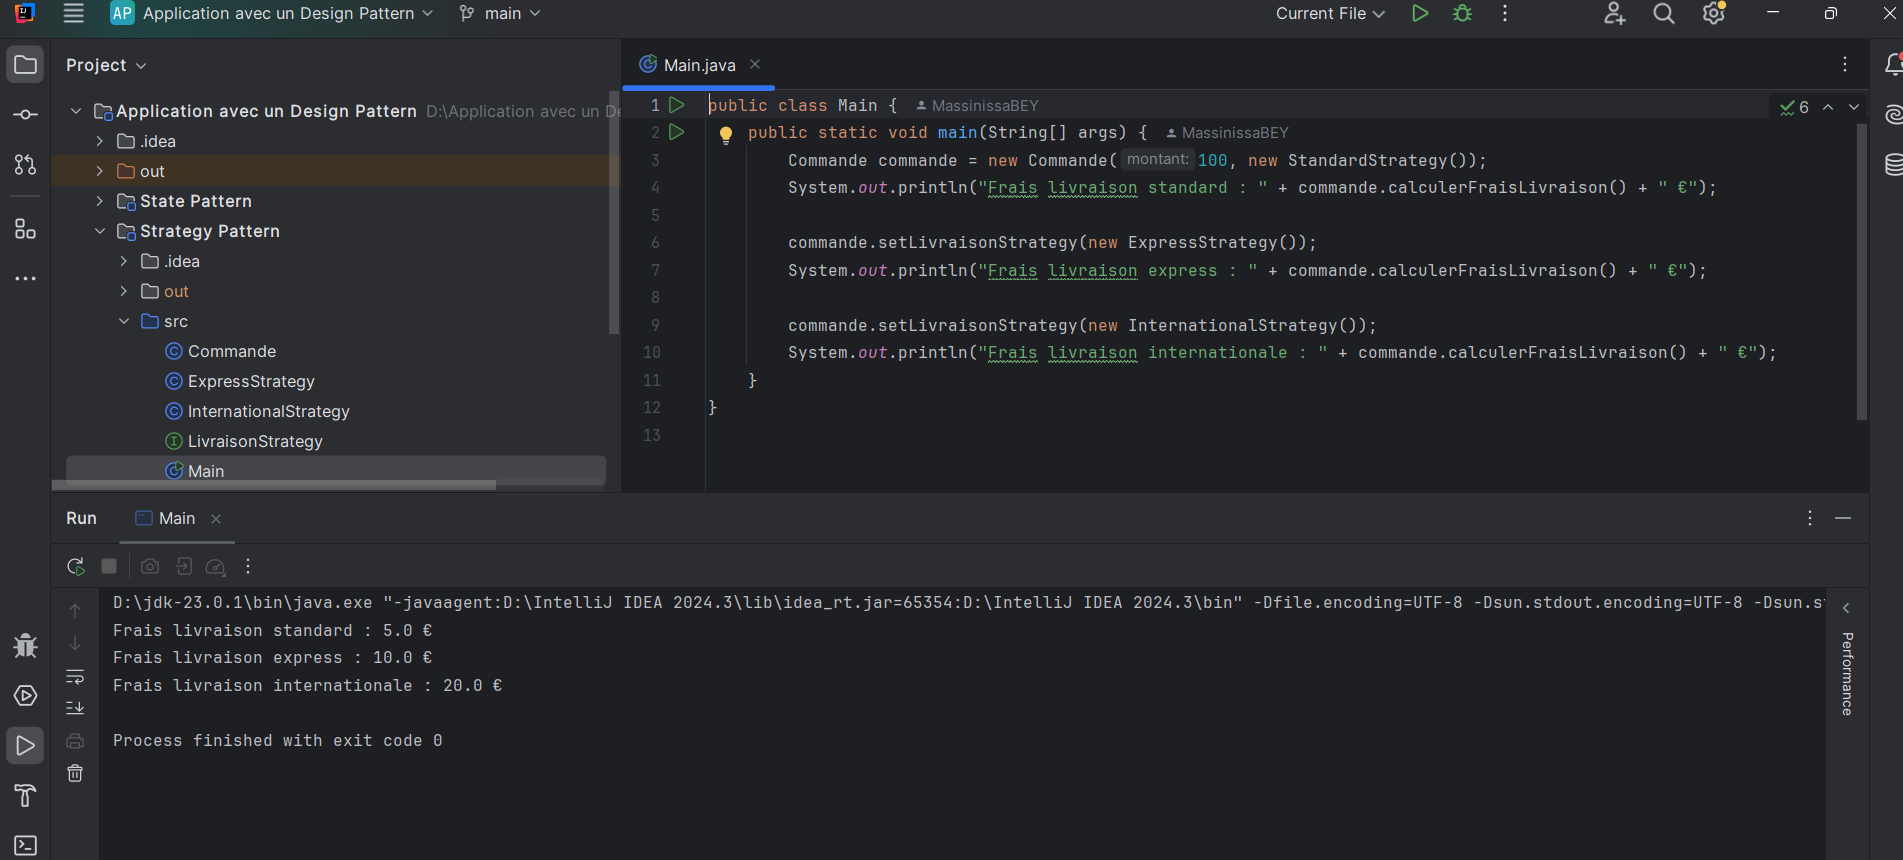 AP Application avec un Design Pattern main Current File
Project
Application avec un Design Pattern D:\Application avec un De
.idea
out
State Pattern
Strategy Pattern
.idea
out
src
Commande
ExpressStrategy
InternationalStrategy
LivraisonStrategy
Main
Main.java
6
1 public class Main { MassinissaBEY
2 public static void main(String[] args) { MassinissaBEY
3 Commande commande = new Commande( montant: 100, new StandardStrategy());
4 System.out.println("Frais livraison standard : " + commande.calculerFraisLivraison() + " €");
5
6 commande.setLivraisonStrategy(new ExpressStrategy());
7 System.out.println("Frais livraison express : " + commande.calculerFraisLivraison() + " €");
8
9 commande.setLivraisonStrategy(new InternationalStrategy());
10 System.out.println("Frais livraison internationale : " + commande.calculerFraisLivraison() + " €");
11 }
12 }
13
Run Main
D:\jdk-23.0.1\bin\java.exe "-javaagent:D:\IntelliJ IDEA 2024.3\lib\idea_rt.jar=65354:D:\IntelliJ IDEA 2024.3\bin" -Dfile.encoding=UTF-8 -Dsun.stdout.encoding=UTF-8 -Dsun.s
Frais livraison standard : 5.0 €
Frais livraison express : 10.0 €
Frais livraison internationale : 20.0 €
Process finished with exit code 0
Performance